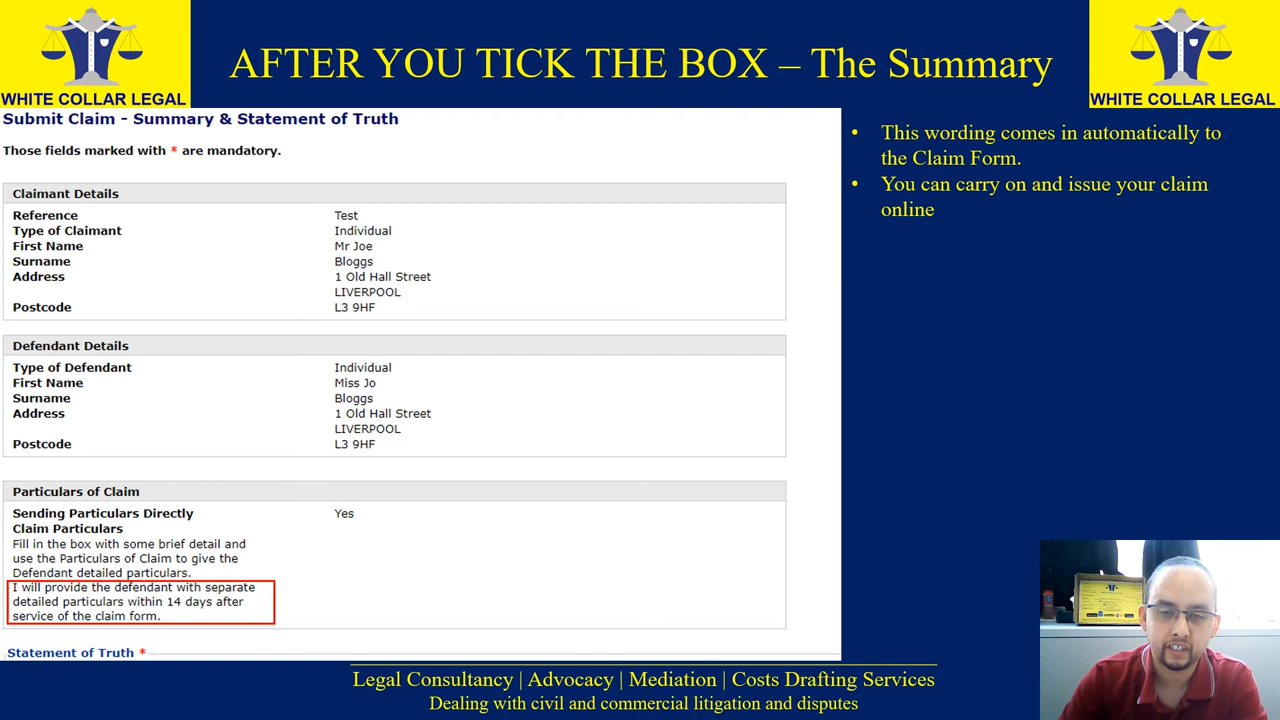 AFTER YOU TICK THE BOX – The Summary
WHITE COLLAR LEGAL
WHITE COLLAR LEGAL
Submit Claim - Summary & Statement of Truth
Those fields marked with * are mandatory.
Claimant Details
Reference Test
Type of Claimant Individual
First Name Mr Joe
Surname Bloggs
Address 1 Old Hall Street
LIVERPOOL
Postcode L3 9HF
Defendant Details
Type of Defendant Individual
First Name Miss Jo
Surname Bloggs
Address 1 Old Hall Street
LIVERPOOL
Postcode L3 9HF
Particulars of Claim
Sending Particulars Directly Yes
Claim Particulars
Fill in the box with some brief detail and
use the Particulars of Claim to give the
Defendant detailed particulars.
I will provide the defendant with separate
detailed particulars within 14 days after
service of the claim form.
Statement of Truth *
• This wording comes in automatically to
the Claim Form.
• You can carry on and issue your claim
online
Legal Consultancy | Advocacy | Mediation | Costs Drafting Services
Dealing with civil and commercial litigation and disputes